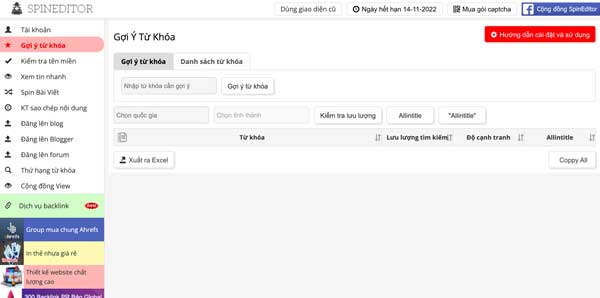 SPINEDITOR
Dùng giao diện cũ
Ngày hết hạn 14-11-2022
Mua gói captcha
Cộng đồng SpinEditor
Tài khoản
Gợi ý từ khóa
Kiểm tra tên miền
Xem tin nhanh
Spin Bài Viết
KT sao chép nội dung
Đăng lên blog
Đăng lên Blogger
Đăng lên forum
Thứ hạng từ khóa
Cộng đồng View
Dịch vụ backlink
Group mua chung Ahrefs
In thẻ nhựa giá rẻ
Thiết kế website chất
lượng cao
300 Backlink PR Báo Global
Gợi Ý Từ Khóa
Hướng dẫn cài đặt và sử dụng
Gợi ý từ khóa
Danh sách từ khóa
Nhập từ khóa cần gợi ý
Gợi ý từ khóa
Chọn quốc gia
Chọn tỉnh thành
Kiểm tra lưu lượng
Allintitle
"Allintitle"
Từ khóa
Lưu lượng tìm kiếm
Độ cạnh tranh
Allintitle
Xuất ra Excel
Coppy All